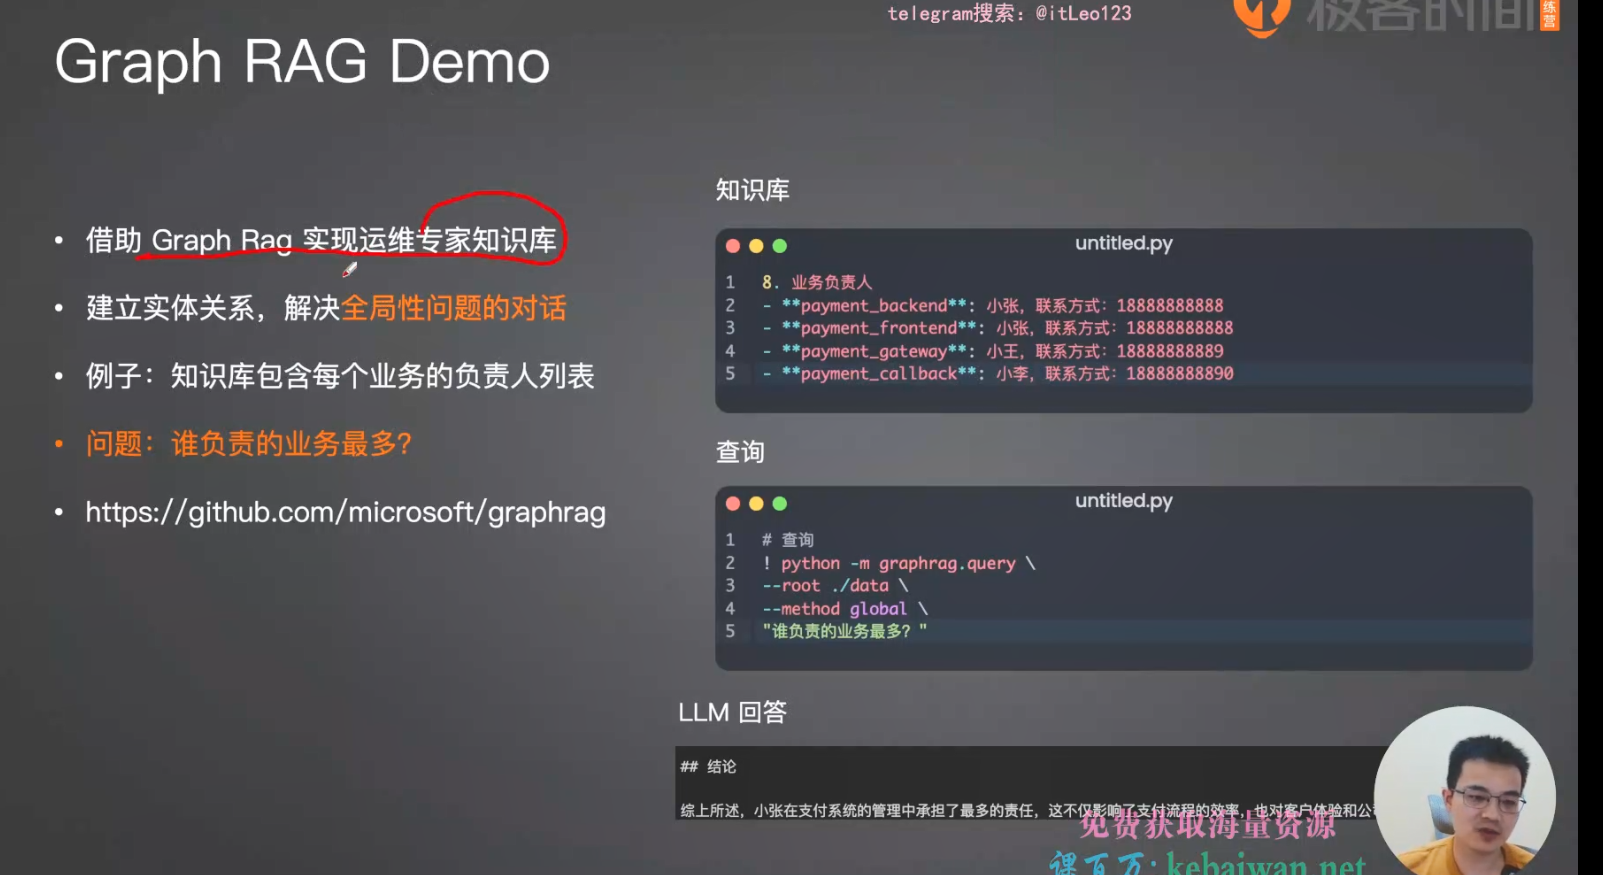 telegram搜索：@itLeo123
极客时间
练营
Graph RAG Demo
• 借助 Graph Rag 实现运维专家知识库
• 建立实体关系，解决全局性问题的对话
• 例子：知识库包含每个业务的负责人列表
• 问题：谁负责的业务最多？
• https://github.com/microsoft/graphrag
知识库
untitled.py
1 8. 业务负责人
2 - **payment_backend**: 小张，联系方式：18888888888
3 - **payment_frontend**: 小张，联系方式：18888888888
4 - **payment_gateway**: 小王，联系方式：18888888889
5 - **payment_callback**: 小李，联系方式：18888888890
查询
untitled.py
1 # 查询
2 ! python -m graphrag.query \
3 --root ./data \
4 --method global \
5 "谁负责的业务最多？"
LLM 回答
## 结论
综上所述，小张在支付系统的管理中承担了最多的责任，这不仅影响了支付流程的效率，也对客户体验和公
免费获取海量资源
课百万：kebaiwan.net